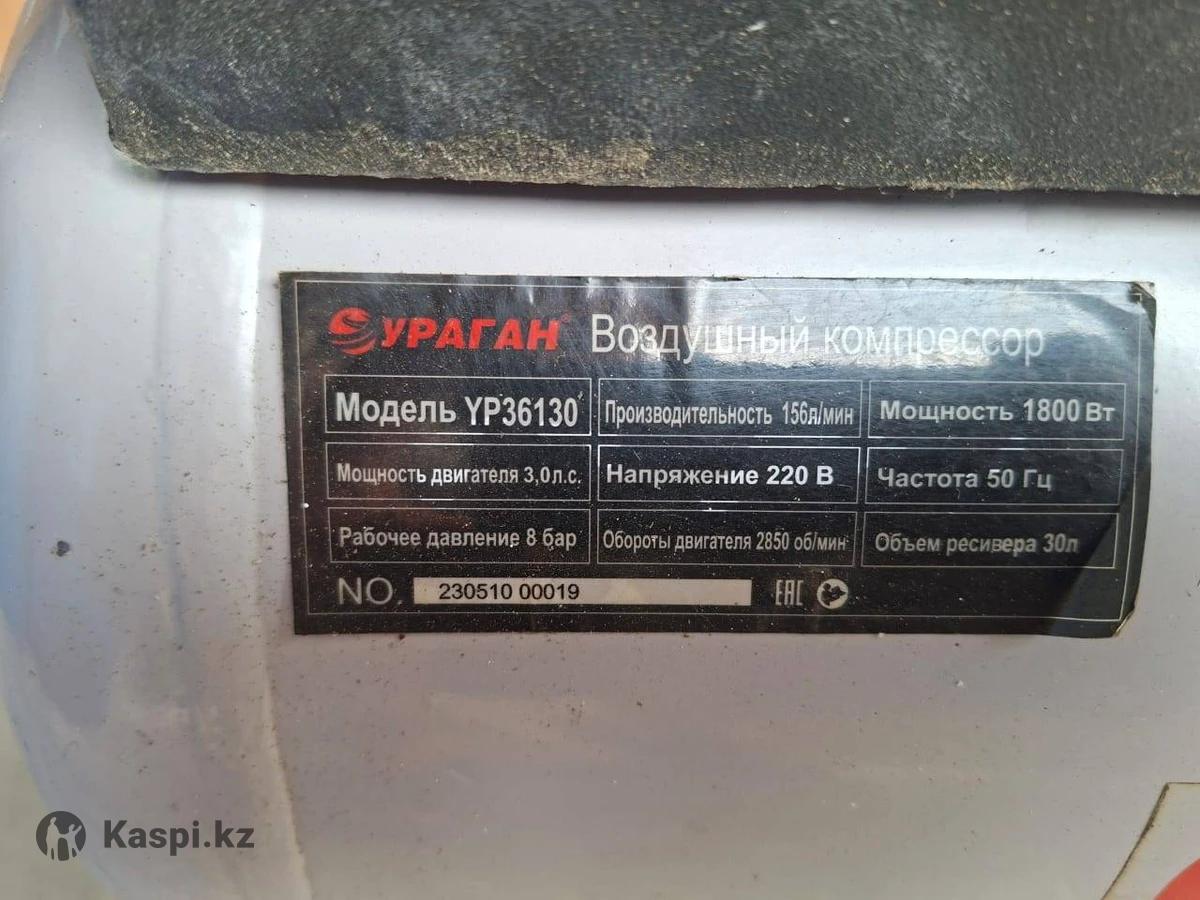 УРАГАН Воздушный компрессор
Модель YP36130 Производительность 156л/мин Мощность 1800 Вт
Мощность двигателя 3,0л.с. Напряжение 220 В Частота 50 Гц
Рабочее давление 8 бар Обороты двигателя 2850 об/мин Объем ресивера 30л
NO. 230510 00019 EAC
Kaspi.kz